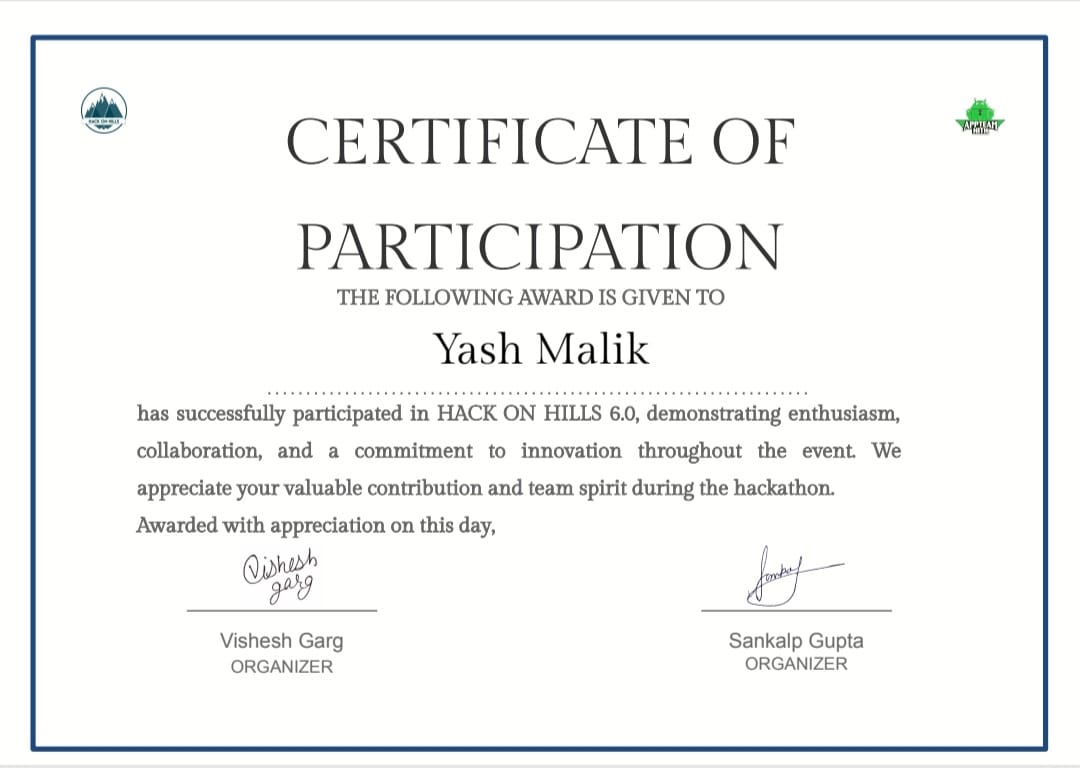 HACK ON HILLS
APPTEAM
NITH
CERTIFICATE OF
PARTICIPATION
THE FOLLOWING AWARD IS GIVEN TO
Yash Malik
has successfully participated in HACK ON HILLS 6.0, demonstrating enthusiasm,
collaboration, and a commitment to innovation throughout the event. We
appreciate your valuable contribution and team spirit during the hackathon.
Awarded with appreciation on this day,
Vishesh
garg
Vishesh Garg
ORGANIZER
Sankalp Gupta
ORGANIZER